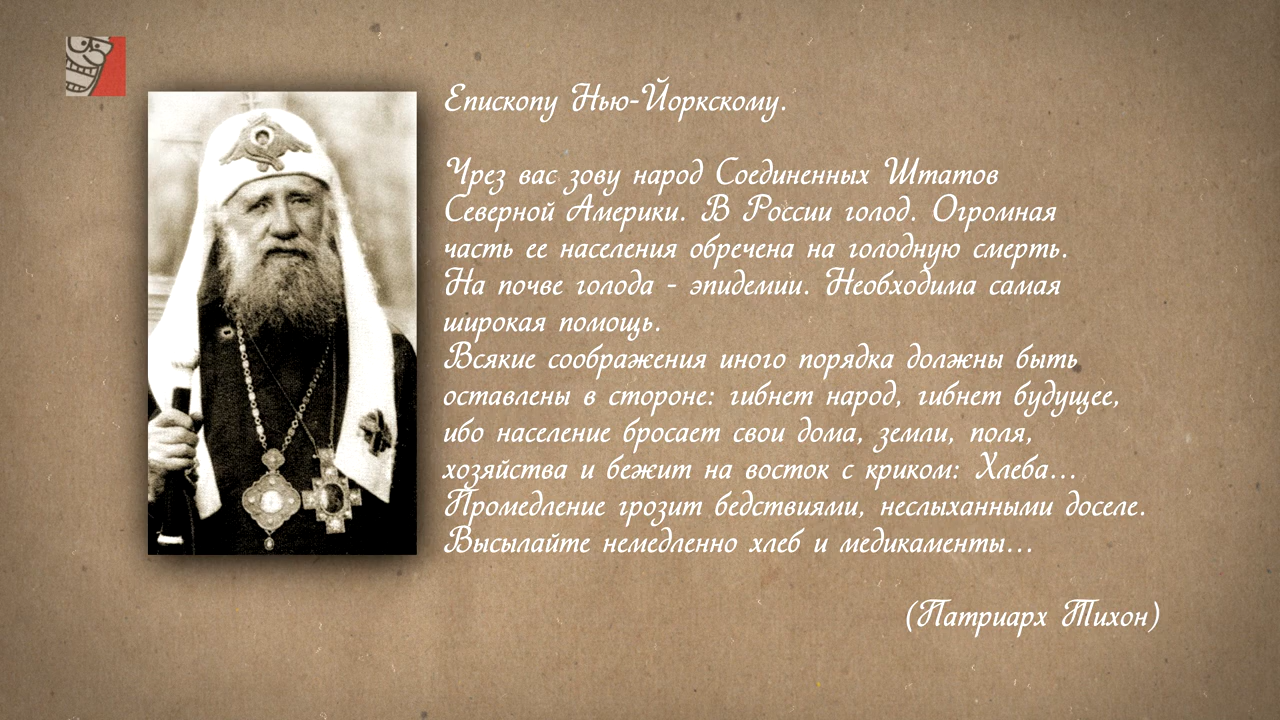 Епископу Нью-Йоркскому.
Чрез вас зову народ Соединенных Штатов
Северной Америки. В России голод. Огромная
часть ее населения обречена на голодную смерть.
На почве голода - эпидемии. Необходима самая
широкая помощь.
Всякие соображения иного порядка должны быть
оставлены в стороне: гибнет народ, гибнет будущее,
ибо население бросает свои дома, земли, поля,
хозяйства и бежит на восток с криком: Хлеба...
Промедление грозит бедствиями, неслыханными доселе.
Высылайте немедленно хлеб и медикаменты...
(Патриарх Тихон)